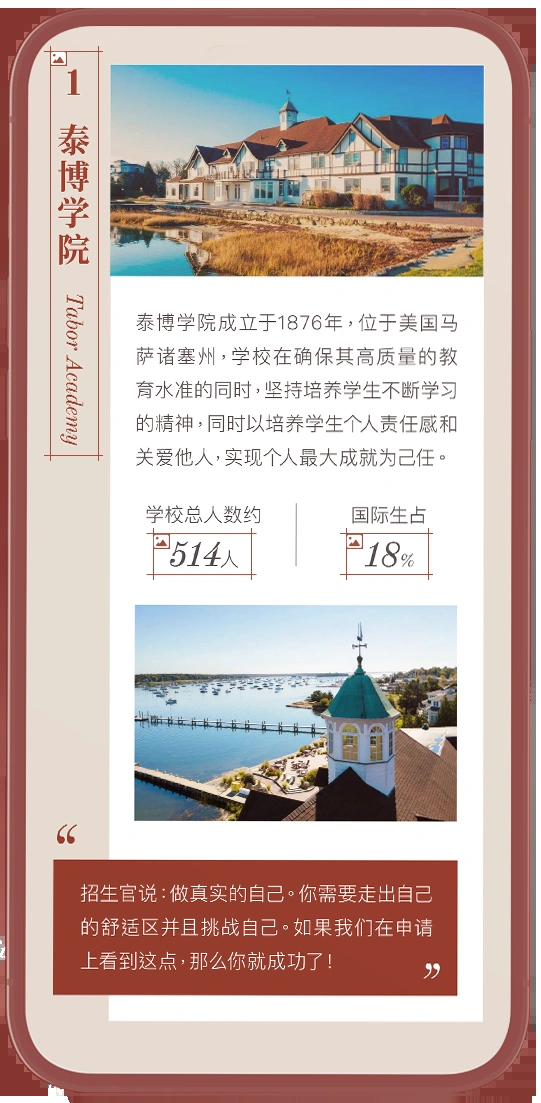 1
泰博学院
Tabor Academy
泰博学院成立于1876年，位于美国马
萨诸塞州，学校在确保其高质量的教
育水准的同时，坚持培养学生不断学习
的精神，同时以培养学生个人责任感和
关爱他人，实现个人最大成就为己任。
学校总人数约
514人
国际生占
18%
“
招生官说：做真实的自己。你需要走出自己
的舒适区并且挑战自己。如果我们在申请
上看到这点，那么你就成功了！
”